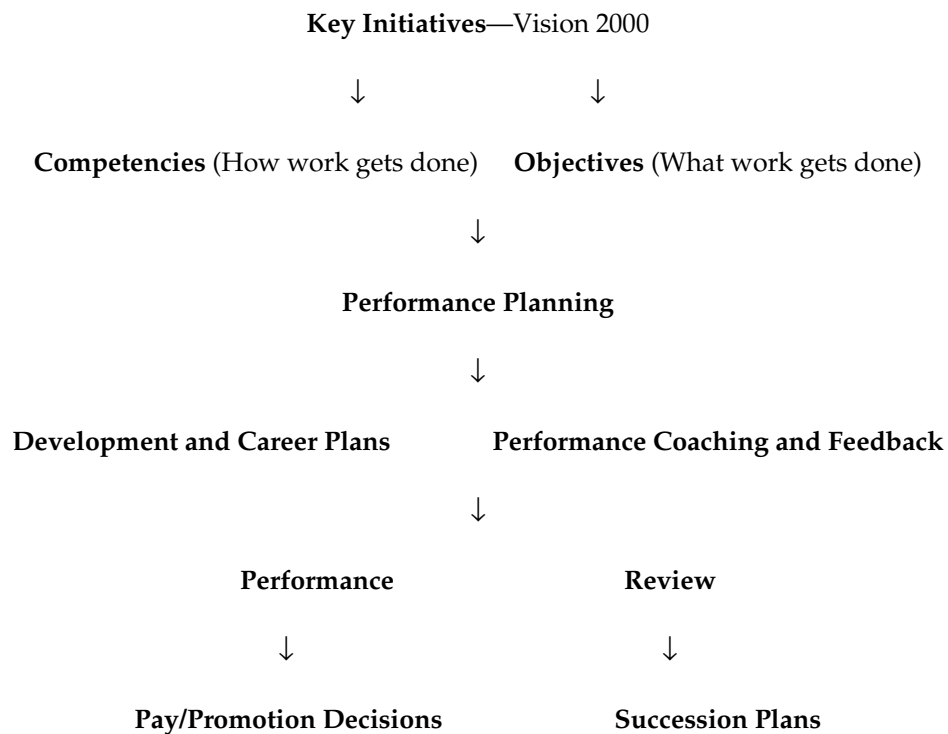 Key Initiatives—Vision 2000
↓ ↓
Competencies (How work gets done) Objectives (What work gets done)
↓
Performance Planning
↓
Development and Career Plans Performance Coaching and Feedback
↓
Performance Review
↓ ↓
Pay/Promotion Decisions Succession Plans